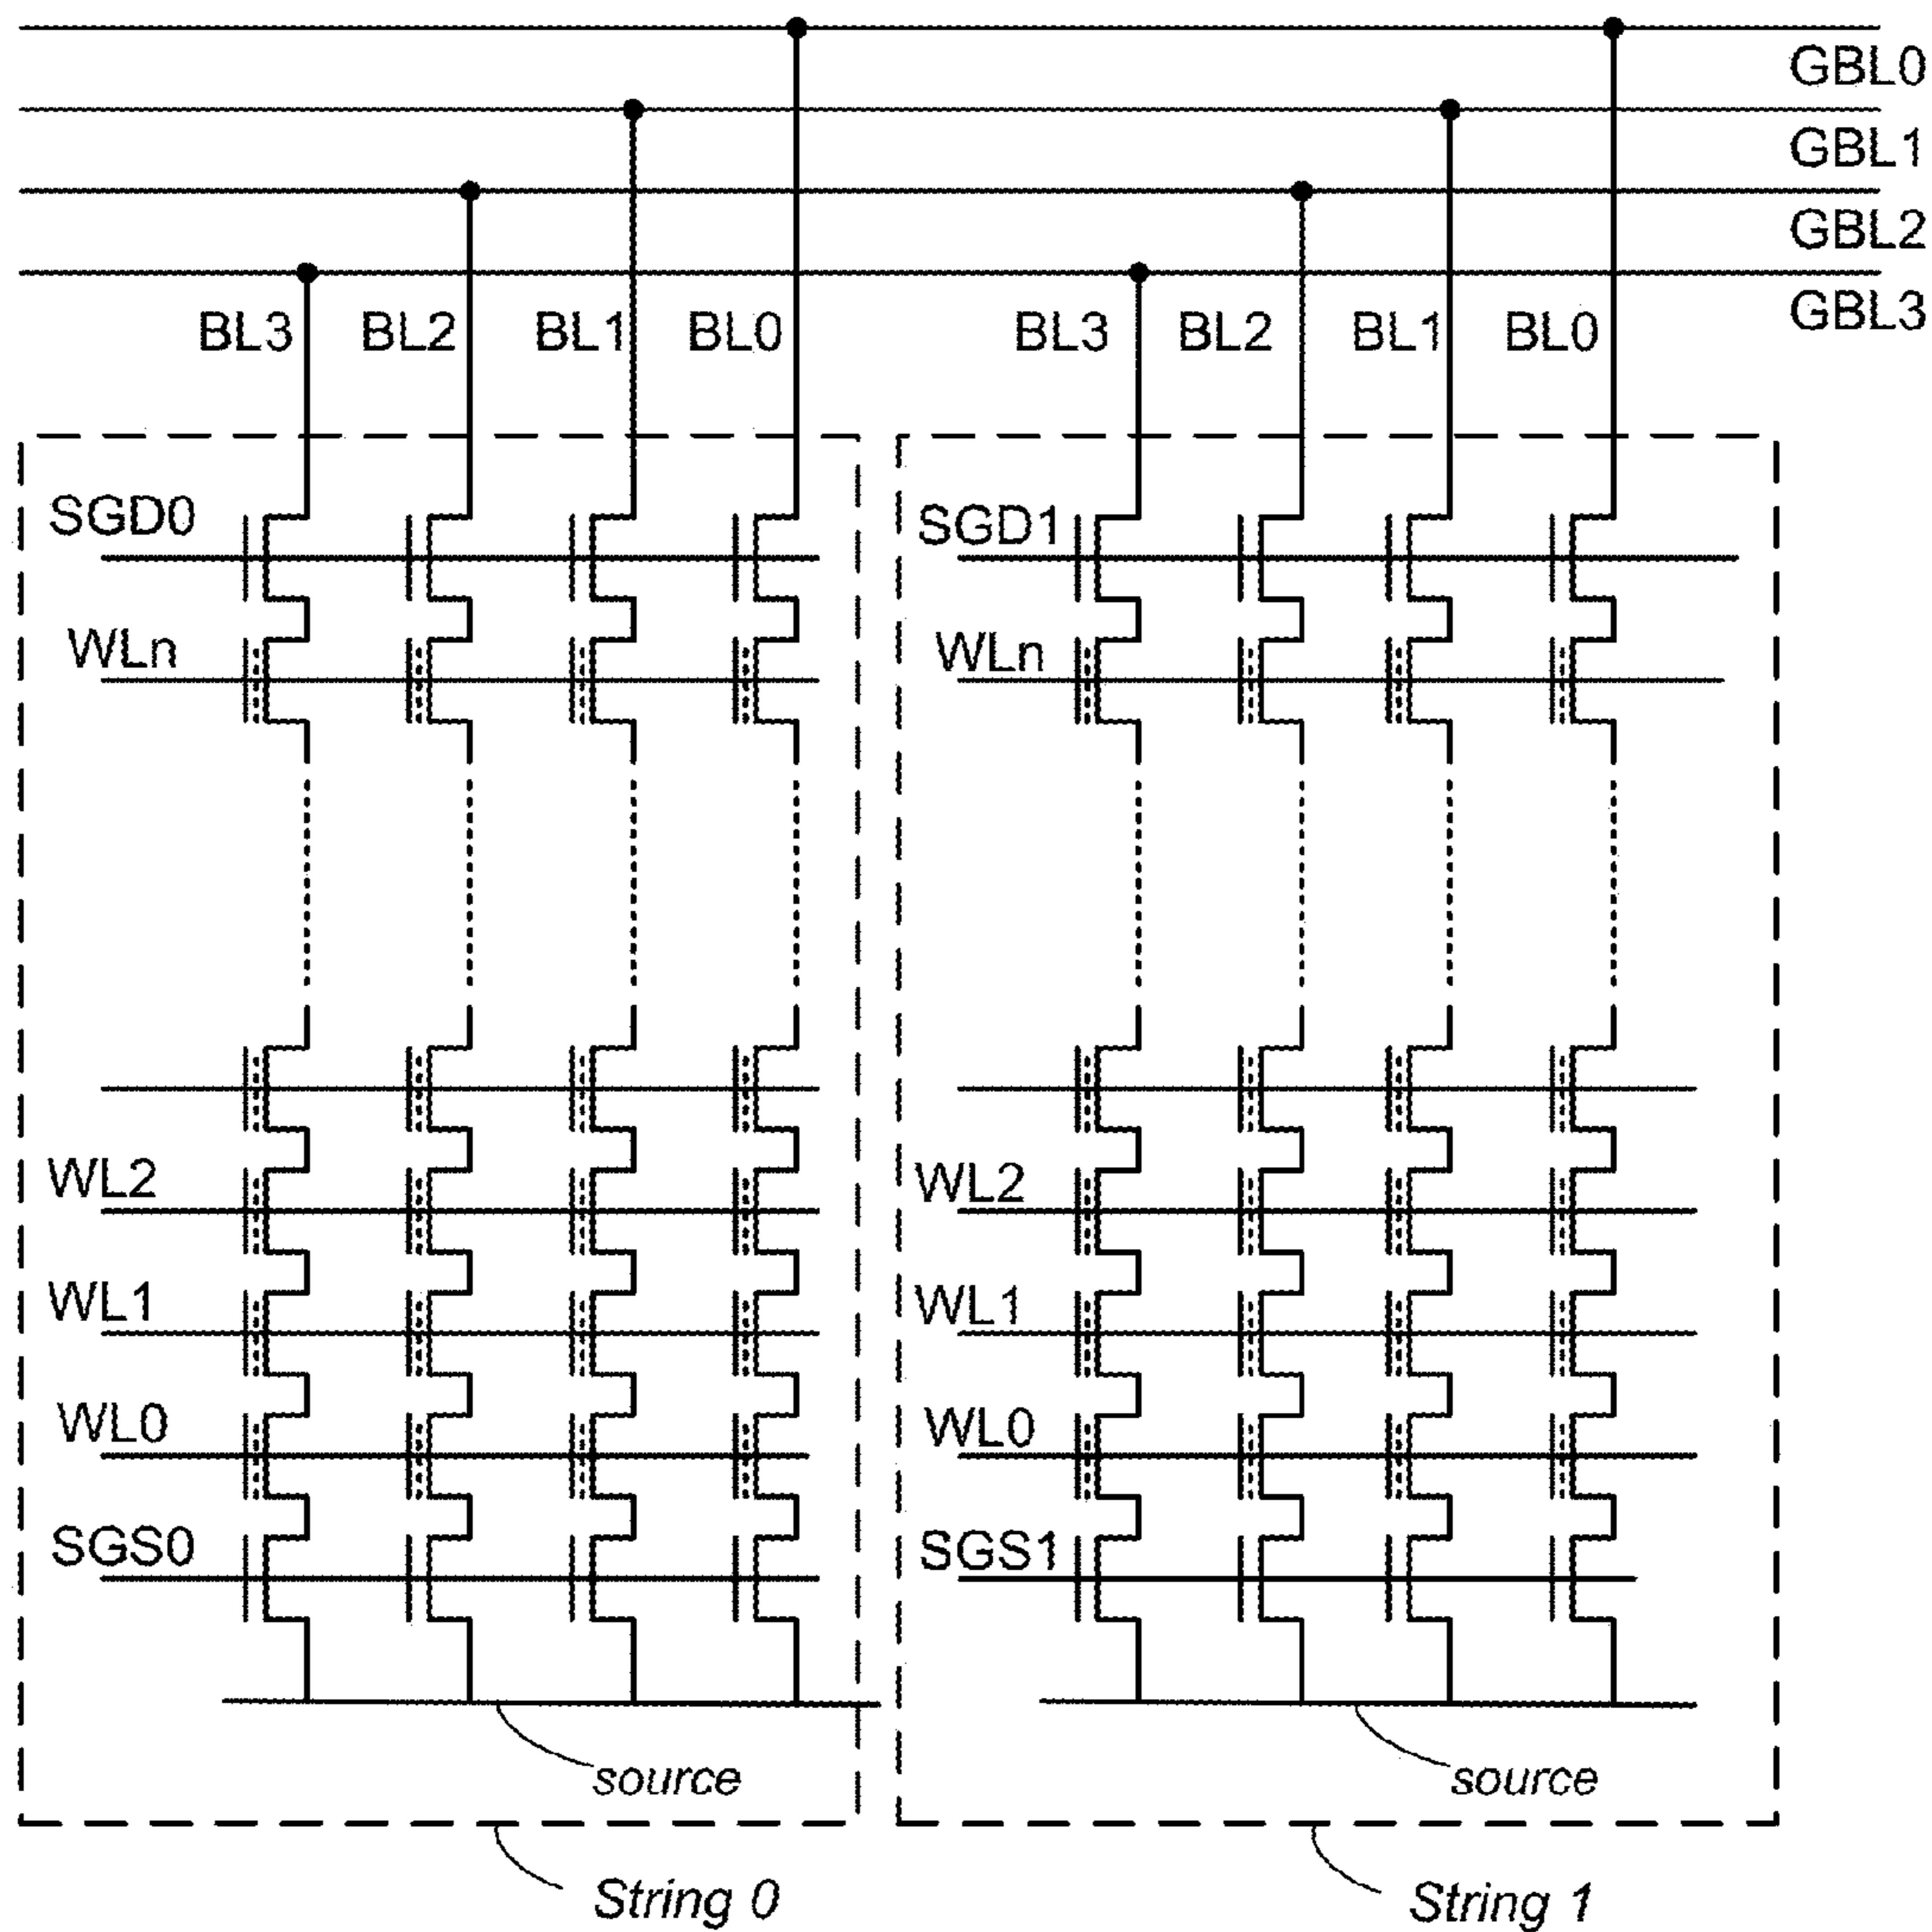 GBL0
GBL1
GBL2
GBL3
BL3 BL2 BL1 BL0 BL3 BL2 BL1 BL0
SGD0 SGD1
WLn WLn
WL2 WL2
WL1 WL1
WL0 WL0
SGS0 SGS1
source source
String 0 String 1